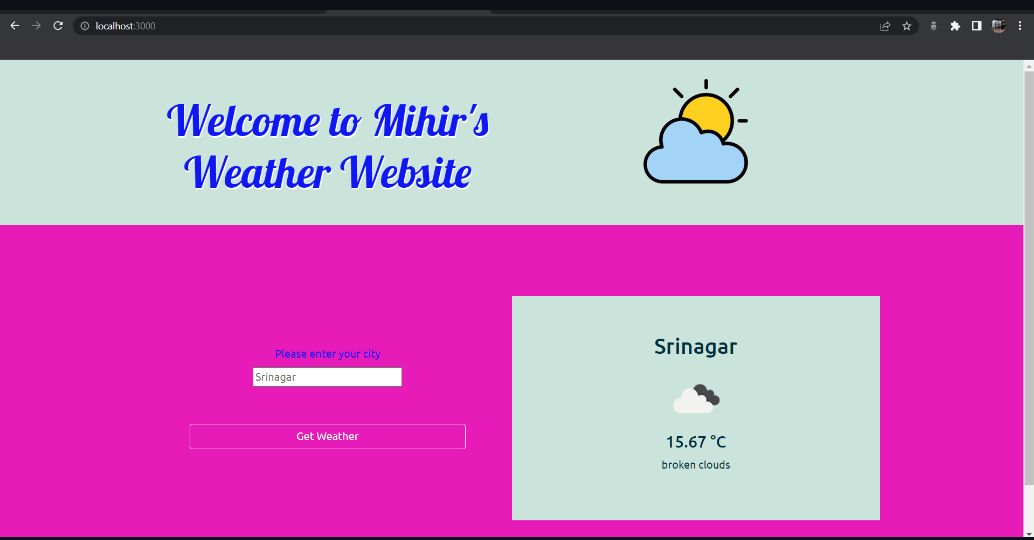 localhost:3000
Welcome to Mihir's
Weather Website
Please enter your city
Srinagar
Get Weather
Srinagar
15.67 °C
broken clouds